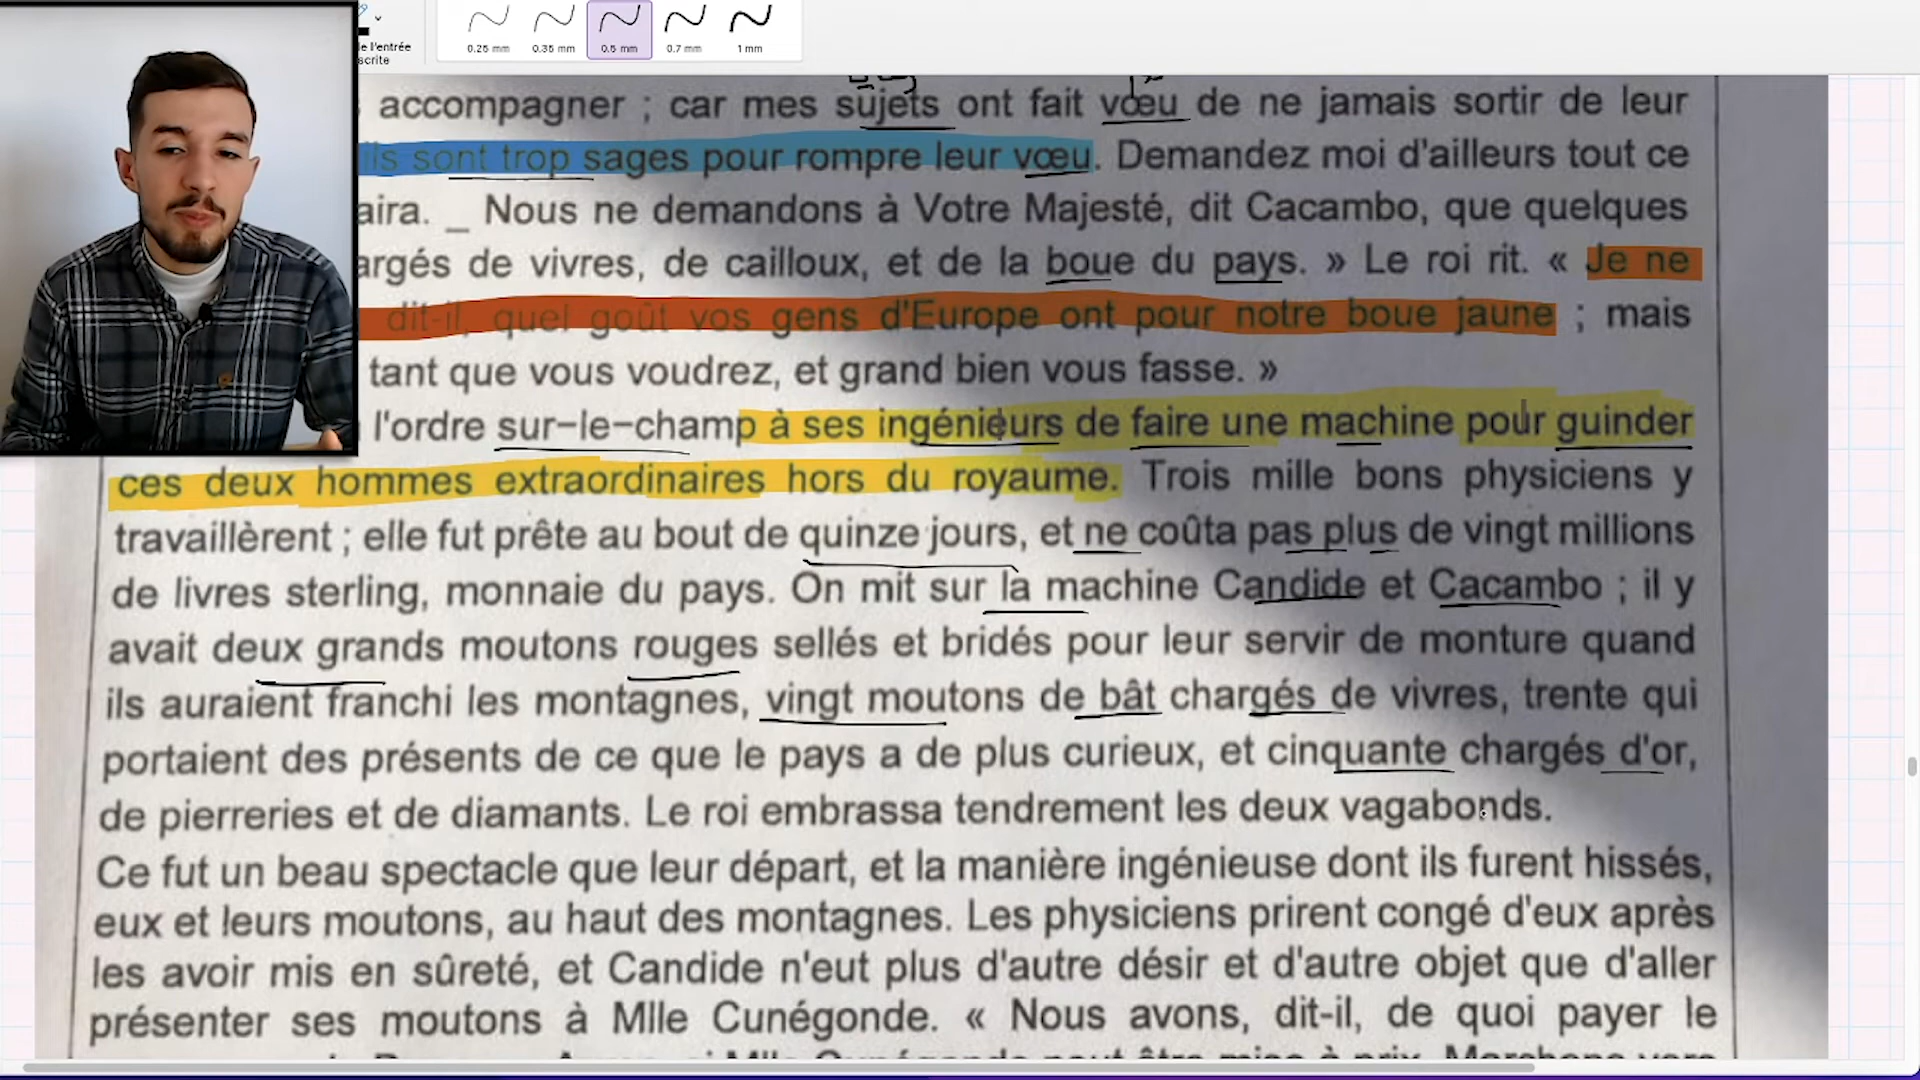 l'entrée
scrite
0.25 mm 0.35 mm 0.5 mm 0.7 mm 1 mm
accompagner ; car mes sujets ont fait vœu de ne jamais sortir de leur
ils sont trop sages pour rompre leur vœu. Demandez moi d'ailleurs tout ce
aira. _ Nous ne demandons à Votre Majesté, dit Cacambo, que quelques
argés de vivres, de cailloux, et de la boue du pays. » Le roi rit. « Je ne
dit-il, quel goût vos gens d'Europe ont pour notre boue jaune ; mais
tant que vous voudrez, et grand bien vous fasse. »
l'ordre sur-le-champ à ses ingénieurs de faire une machine pour guinder
ces deux hommes extraordinaires hors du royaume. Trois mille bons physiciens y
travaillèrent ; elle fut prête au bout de quinze jours, et ne coûta pas plus de vingt millions
de livres sterling, monnaie du pays. On mit sur la machine Candide et Cacambo ; il y
avait deux grands moutons rouges sellés et bridés pour leur servir de monture quand
ils auraient franchi les montagnes, vingt moutons de bât chargés de vivres, trente qui
portaient des présents de ce que le pays a de plus curieux, et cinquante chargés d'or,
de pierreries et de diamants. Le roi embrassa tendrement les deux vagabonds.
Ce fut un beau spectacle que leur départ, et la manière ingénieuse dont ils furent hissés,
eux et leurs moutons, au haut des montagnes. Les physiciens prirent congé d'eux après
les avoir mis en sûreté, et Candide n'eut plus d'autre désir et d'autre objet que d'aller
présenter ses moutons à Mlle Cunégonde. « Nous avons, dit-il, de quoi payer le